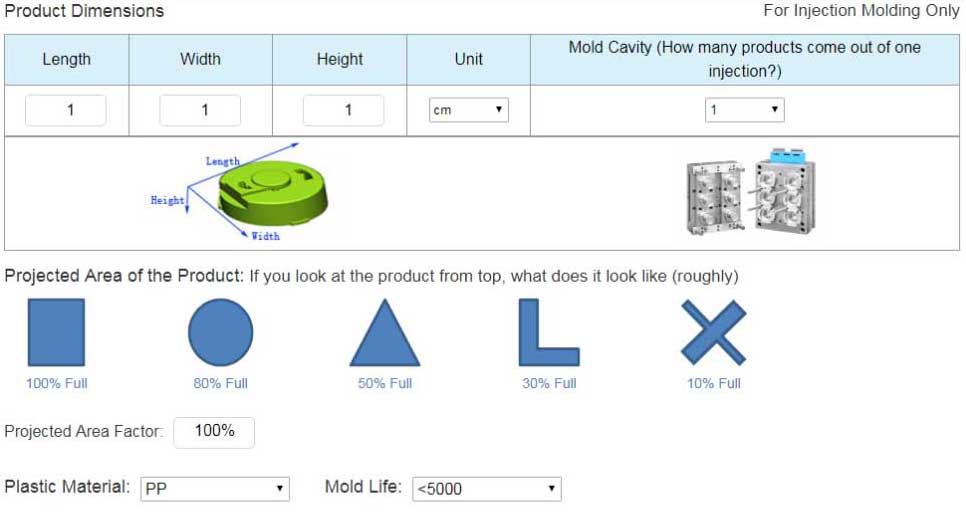 Product Dimensions
For Injection Molding Only
Length
Width
Height
Unit
Mold Cavity (How many products come out of one
injection?)
1
1
1
cm
1
Length
Height
Width
Projected Area of the Product: If you look at the product from top, what does it look like (roughly)
100% Full
80% Full
50% Full
30% Full
10% Full
Projected Area Factor: 100%
Plastic Material: PP
Mold Life: <5000